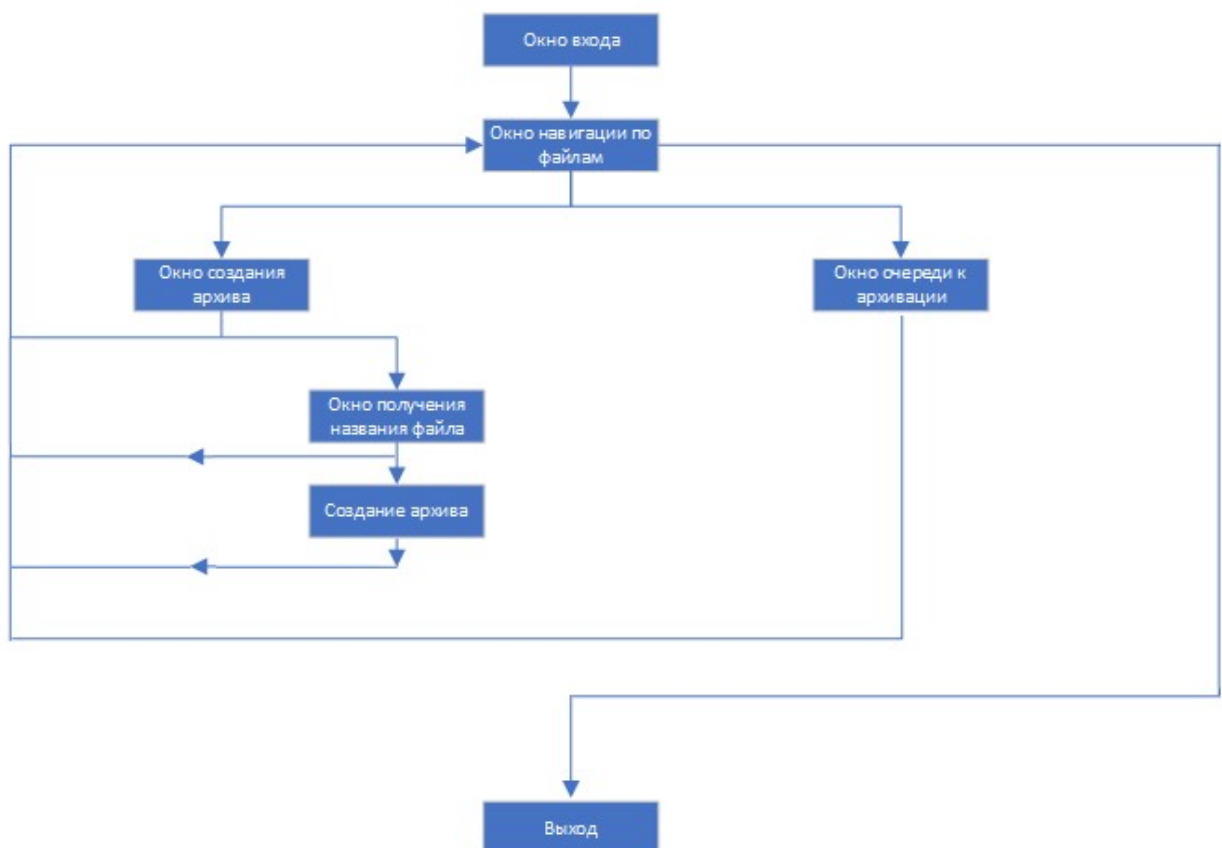 Окно входа
Окно навигации по
файлам
Окно создания
архива
Окно очереди к
архивации
Окно получения
названия файла
Создание архива
Выход